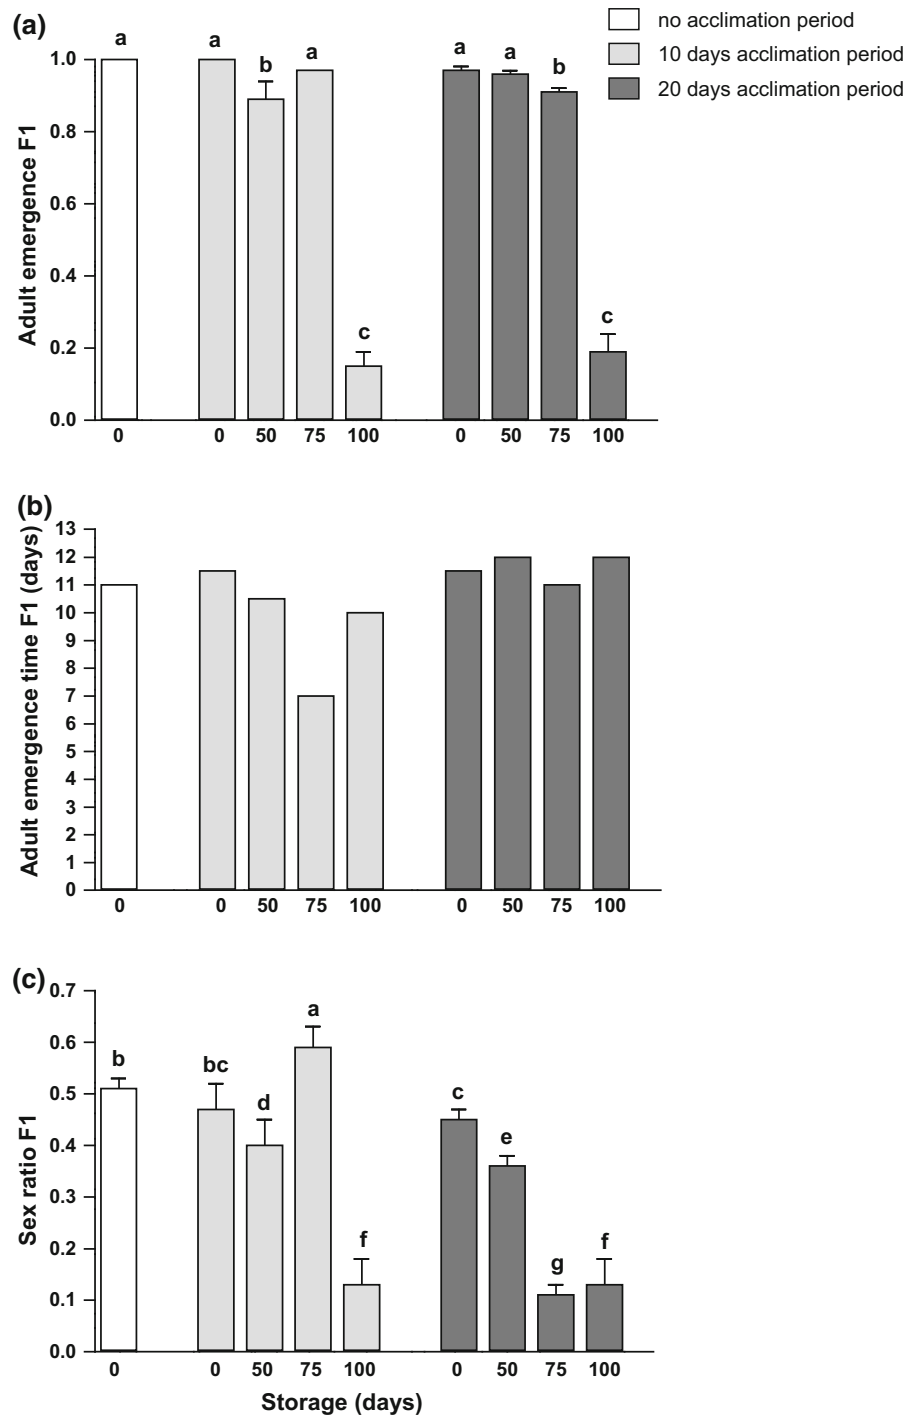 (a)
no acclimation period
10 days acclimation period
20 days acclimation period
Adult emergence F1
1.0
0.8
0.6
0.4
0.2
0.0
a a b a c a a b c
0 0 50 75 100 0 50 75 100
(b)
Adult emergence time F1 (days)
13
12
11
10
9
8
7
6
5
4
3
2
1
0
0 0 50 75 100 0 50 75 100
(c)
Sex ratio F1
0.7
0.6
0.5
0.4
0.3
0.2
0.1
0.0
b bc d a f c e g f
0 0 50 75 100 0 50 75 100
Storage (days)